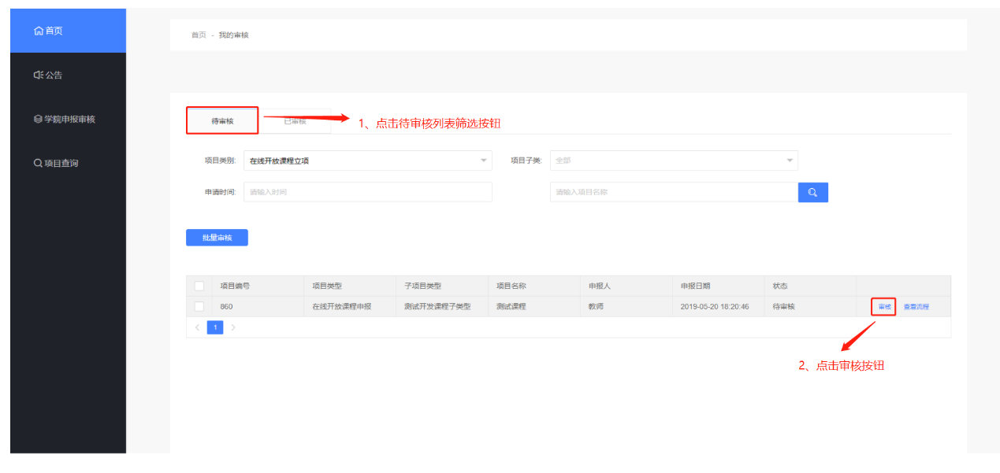 首页
公告
学院申报审核
项目查询
首页 - 我的审核
待审核
已审核
1、点击待审核列表筛选按钮
项目类别: 在线开放课程立项 项目子类: 全部
申请时间: 请输入时间 请输入项目名称
批量审核
项目编号 项目类型 子项目类型 项目名称 申报人 申报日期 状态
860 在线开放课程申报 测试开发课程子类型 测试课程 教师 2019-05-20 18:20:46 待审核 审核 查看流程
< 1 >
2、点击审核按钮